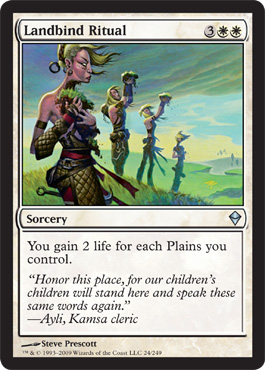 Landbind Ritual 3
Sorcery
You gain 2 life for each Plains you
control.
“Honor this place, for our children’s
children will stand here and speak these
same words again.”
—Ayli, Kamsa cleric
Steve Prescott
™ & © 1993–2009 Wizards of the Coast LLC 24/249